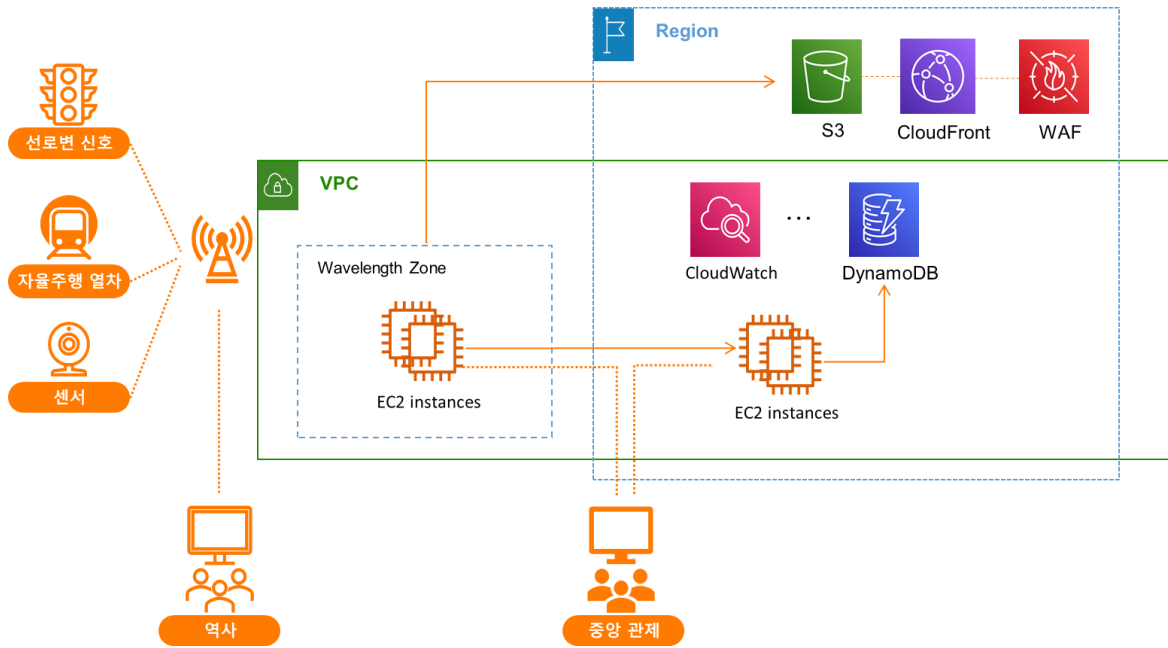 Region
S3
CloudFront
WAF
선로변 신호
VPC
자율주행 열차
Wavelength Zone
CloudWatch
...
DynamoDB
센서
EC2 instances
EC2 instances
역사
중앙 관제